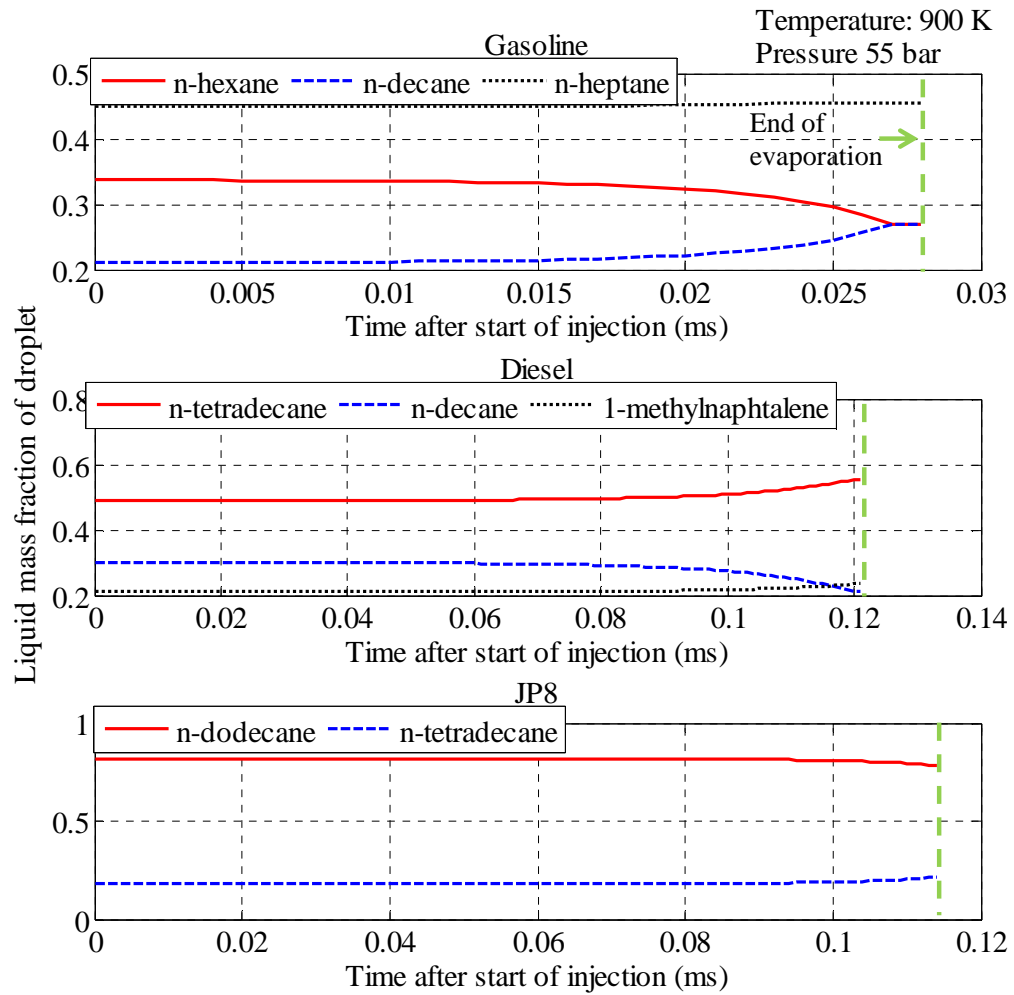 Temperature: 900 K
Pressure 55 bar
Gasoline
n-hexane n-decane n-heptane
0.5
0.4
0.3
0.2
End of
evaporation
0 0.005 0.01 0.015 0.02 0.025 0.03
Time after start of injection (ms)
Liquid mass fraction of droplet
Diesel
n-tetradecane n-decane 1-methylnaphtalene
0.8
0.6
0.4
0.2
0 0.02 0.04 0.06 0.08 0.1 0.12 0.14
Time after start of injection (ms)
JP8
n-dodecane n-tetradecane
1
0.5
0
0 0.02 0.04 0.06 0.08 0.1 0.12
Time after start of injection (ms)